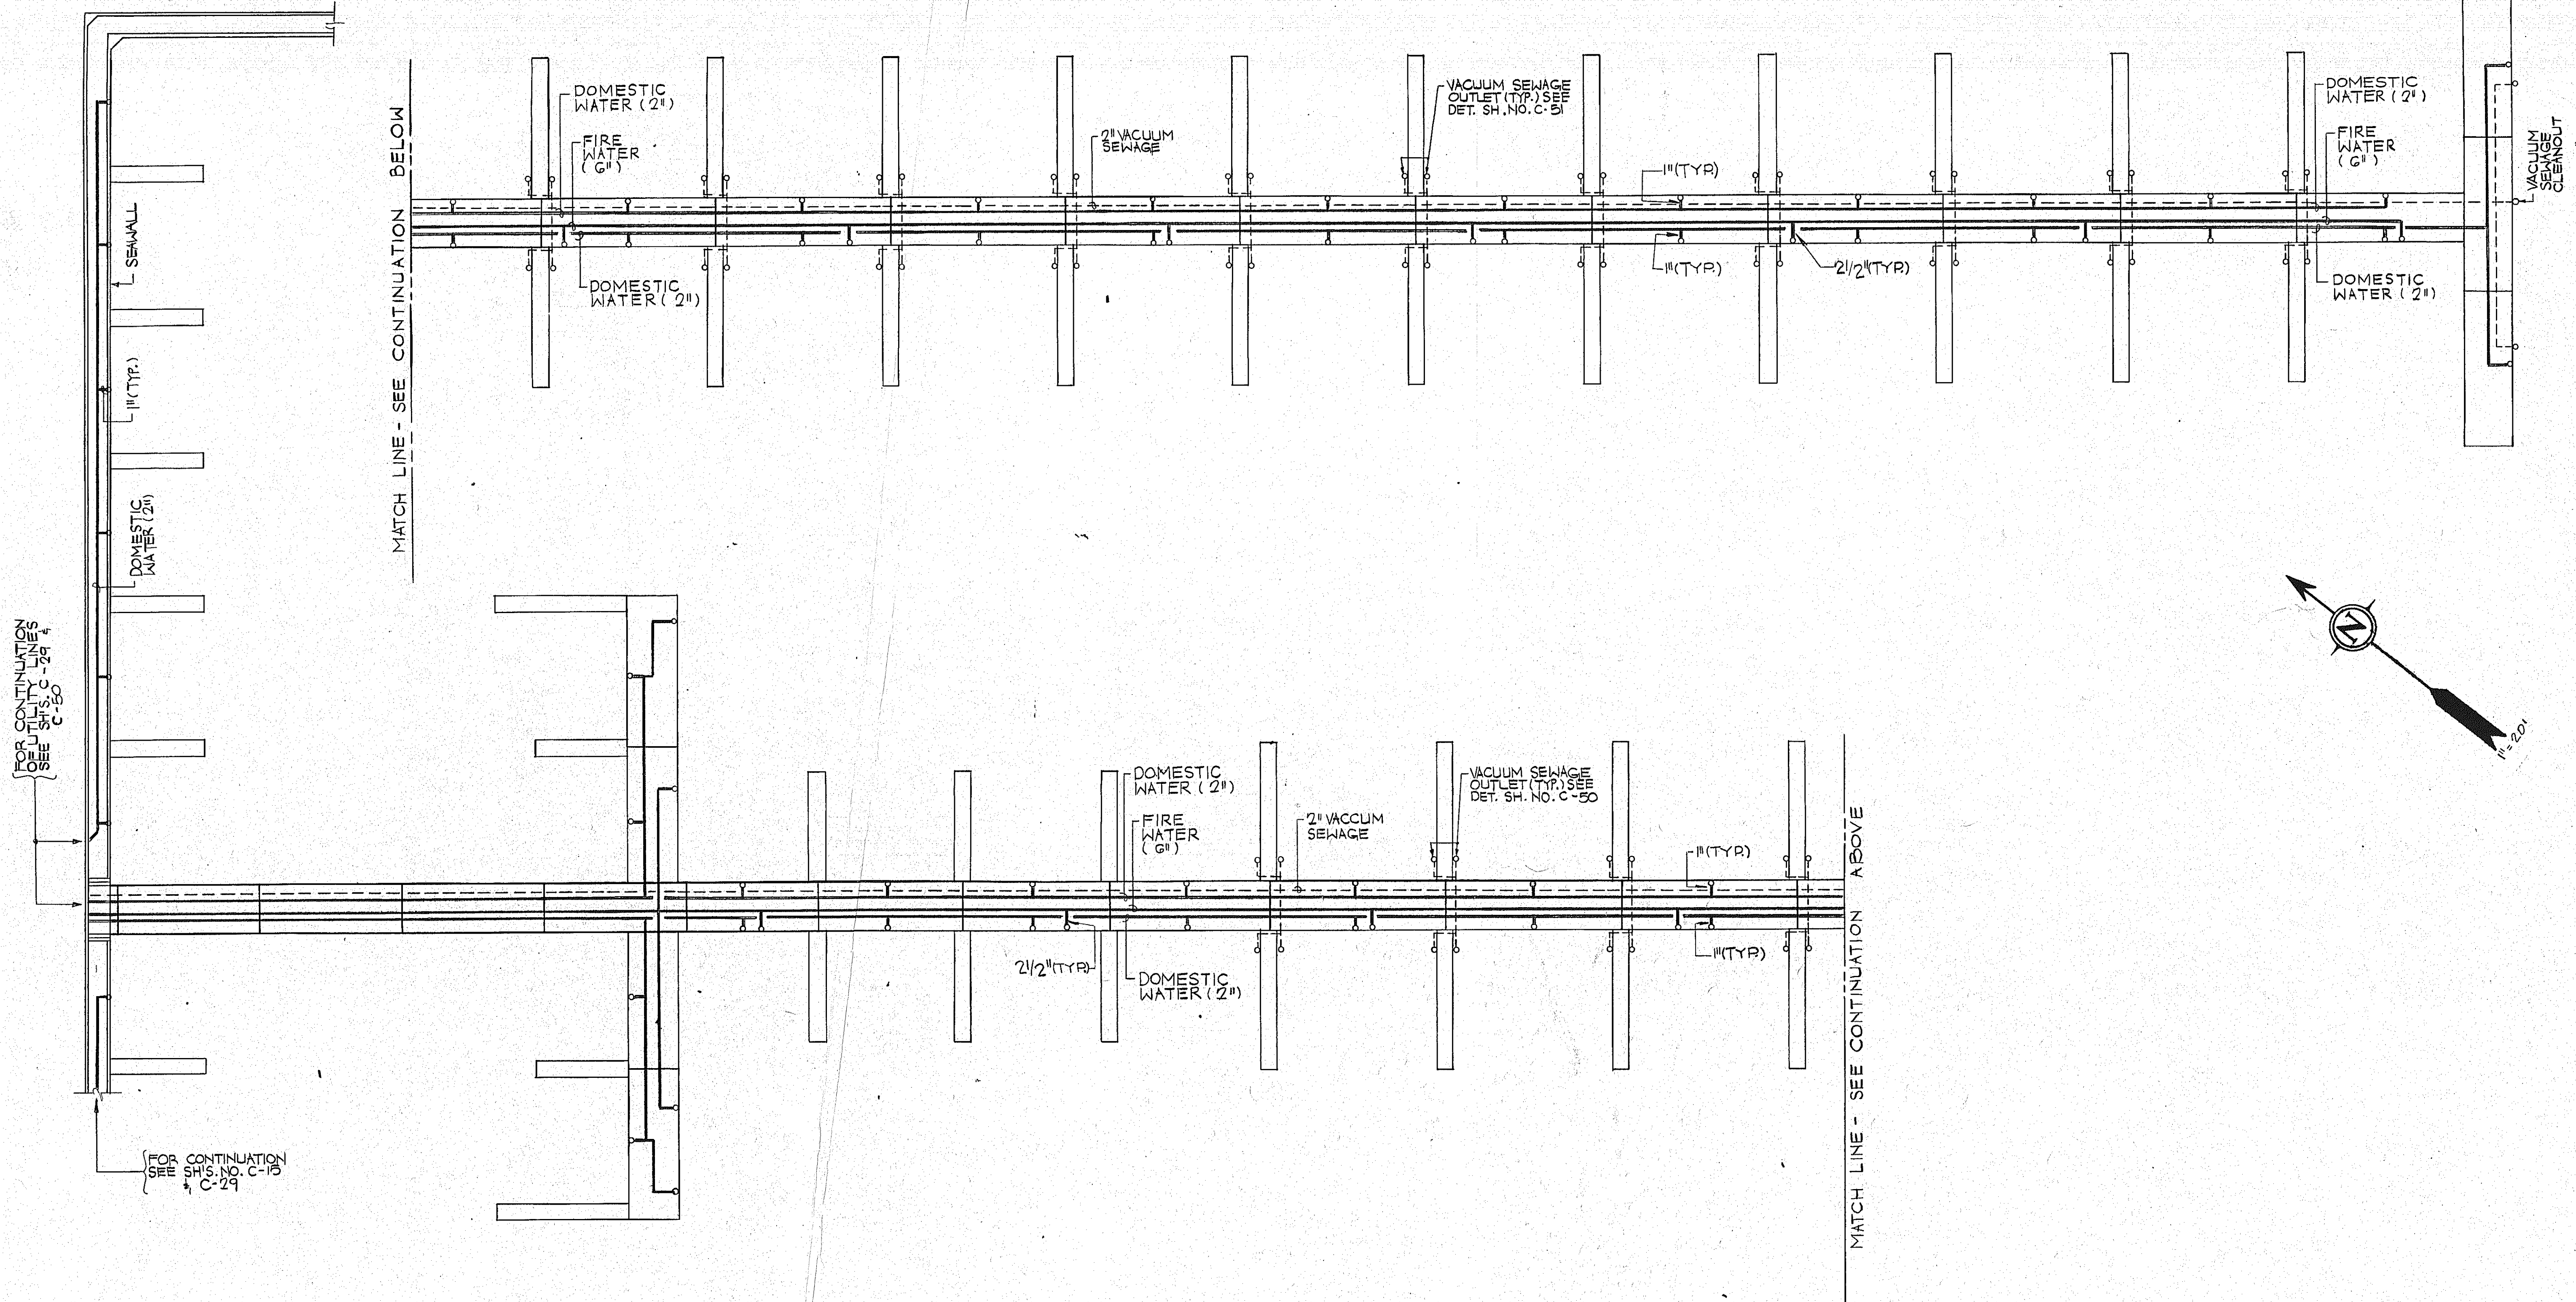 DOMESTIC
WATER (2")
FIRE
WATER
(6")
DOMESTIC
WATER (2")
2" VACUUM
SEWAGE
VACUUM SEWAGE
OUTLET (TYP.) SEE
DET. SH. NO. C-51
1" (TYP.)
1" (TYP.)
2 1/2" (TYP.)
DOMESTIC
WATER (2")
FIRE
WATER
(6")
DOMESTIC
WATER (2")
VACUUM
SEWAGE
CLEANOUT
MATCH LINE - SEE CONTINUATION BELOW
SEAWALL
1" (TYP.)
DOMESTIC
WATER (2")
FOR CONTINUATION
OF UTILITY LINES
SEE SH'S. C-29 &
C-50
N
1"=20'
DOMESTIC
WATER (2")
FIRE
WATER
(6")
2" VACCUM
SEWAGE
VACUUM SEWAGE
OUTLET (TYP.) SEE
DET. SH. NO. C-50
1" (TYP.)
1" (TYP.)
2 1/2" (TYP.)
DOMESTIC
WATER (2")
MATCH LINE - SEE CONTINUATION ABOVE
FOR CONTINUATION
SEE SH'S. NO. C-15
& C-29